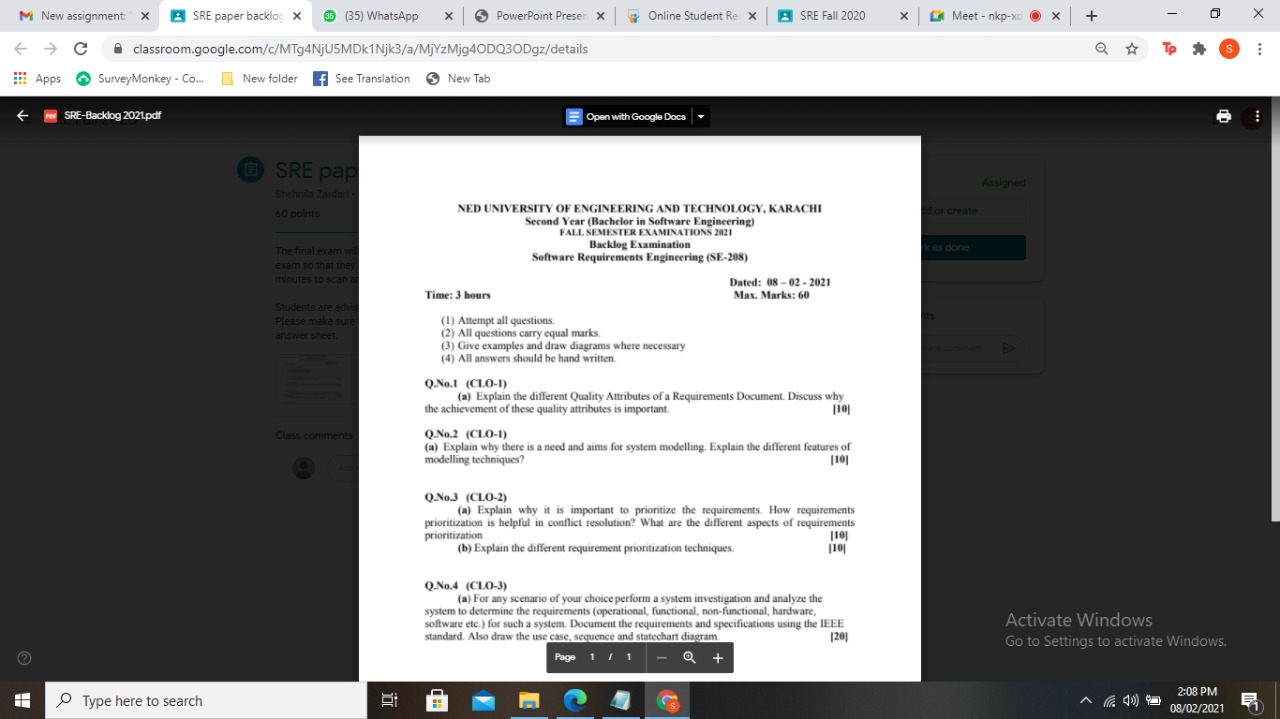 New assignment: "
SRE paper backlog
(35) WhatsApp
PowerPoint Presen
Online Studio Re
SRE Fall 2020
Meet - nkp-xc
classroom.google.com/c/MTg4NjU5MDk1Njk3/a/MjYzMjg4ODQ3ODgz/details
Apps
SurveyMonkey - Co...
New folder
See Translation
New Tab
SRE-Backlog 2021.pdf
Open with Google Docs
SRE pap
Shehnila Zardari
60 points
Assigned
dd or create
rk as done
The final exam will
exam so that they
minutes to scan an
Students are advis
Please make sure
answer sheet.
Class comments
NED UNIVERSITY OF ENGINEERING AND TECHNOLOGY, KARACHI
Second Year (Bachelor in Software Engineering)
FALL SEMESTER EXAMINATIONS 2021
Backlog Examination
Software Requirements Engineering (SE-208)
Dated: 08 – 02 - 2021
Time: 3 hours Max. Marks: 60
(1) Attempt all questions.
(2) All questions carry equal marks.
(3) Give examples and draw diagrams where necessary
(4) All answers should be hand written.
Q.No.1 (CLO-1)
(a) Explain the different Quality Attributes of a Requirements Document. Discuss why
the achievement of these quality attributes is important. [10]
Q.No.2 (CLO-1)
(a) Explain why there is a need and aims for system modelling. Explain the different features of
modelling techniques? [10]
Q.No.3 (CLO-2)
(a) Explain why it is important to prioritize the requirements. How requirements
prioritization is helpful in conflict resolution? What are the different aspects of requirements
prioritization [10]
(b) Explain the different requirement prioritization techniques. [10]
Q.No.4 (CLO-3)
(a) For any scenario of your choice perform a system investigation and analyze the
system to determine the requirements (operational, functional, non-functional, hardware,
software etc.) for such a system. Document the requirements and specifications using the IEEE
standard. Also draw the use case, sequence and statechart diagram. [20]
Page 1 / 1
Activate Windows
Go to Settings to activate Windows.
Type here to search
2:08 PM
08/02/2021